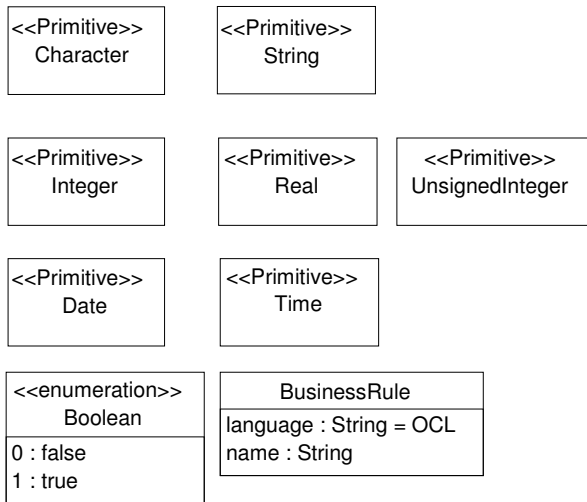 <<Primitive>>
Character
<<Primitive>>
String
<<Primitive>>
Integer
<<Primitive>>
Real
<<Primitive>>
UnsignedInteger
<<Primitive>>
Date
<<Primitive>>
Time
<<enumeration>>
Boolean
0 : false
1 : true
BusinessRule
language : String = OCL
name : String